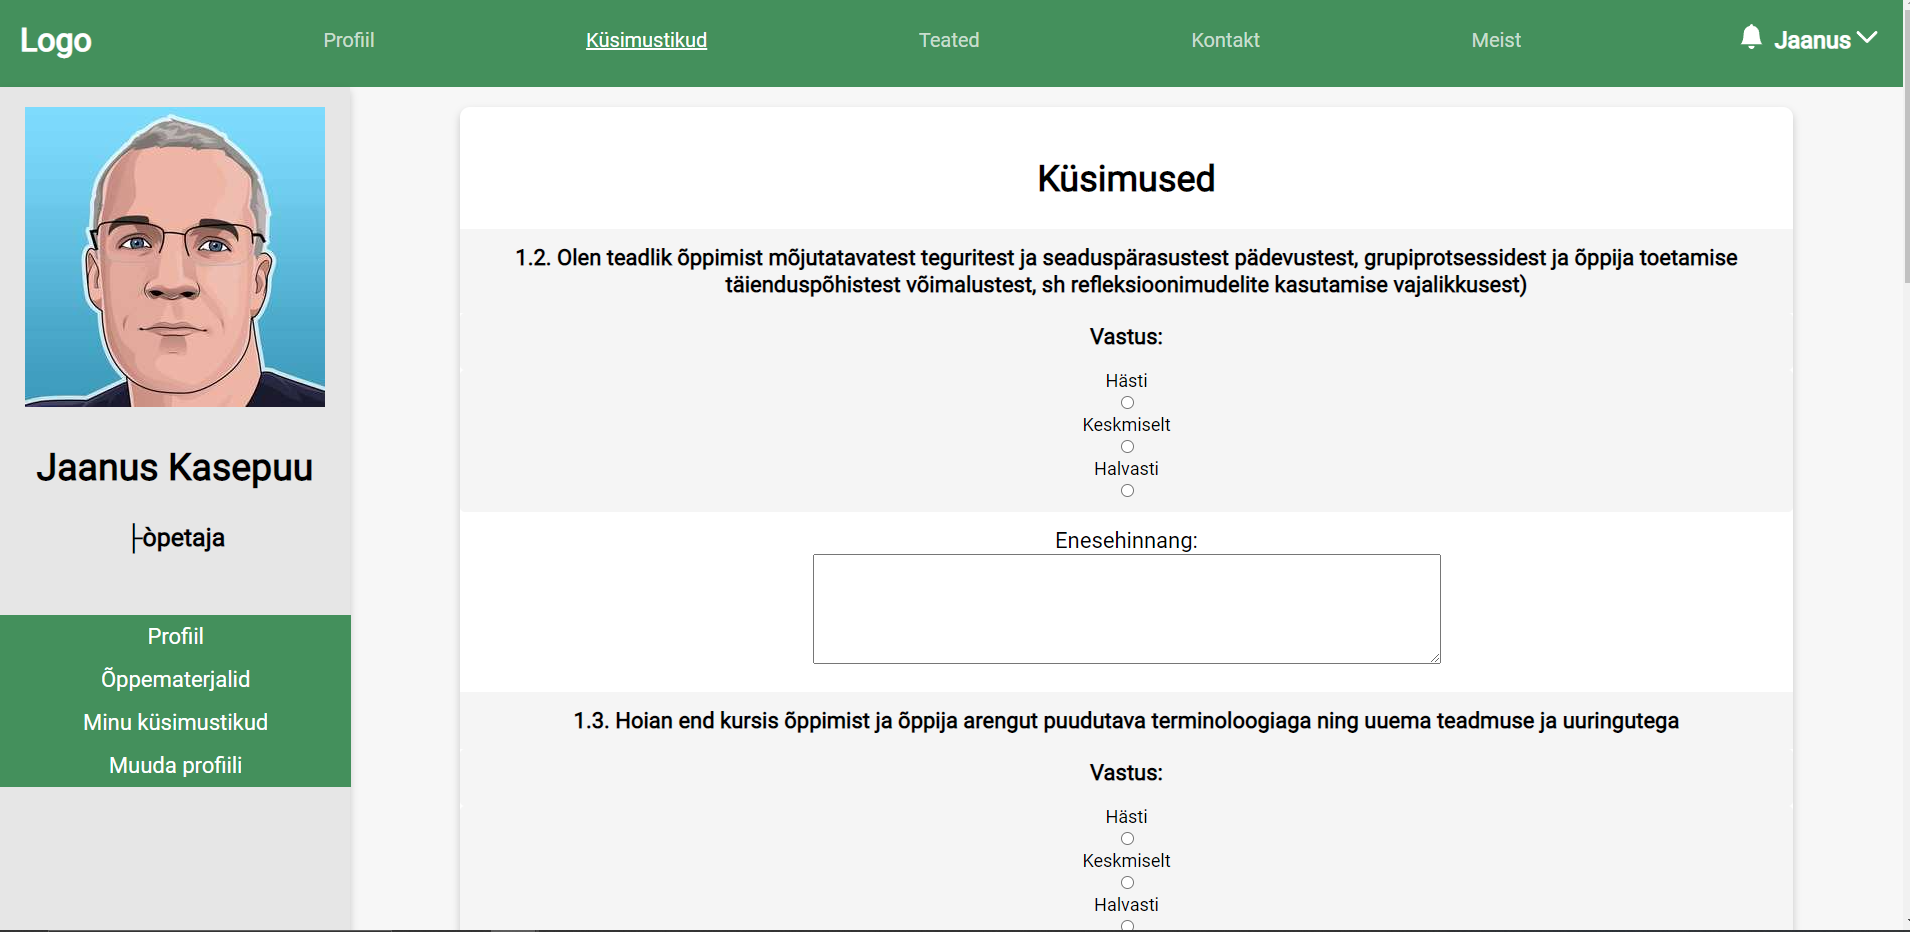 Logo
Profiil
Küsimustikud
Teated
Kontakt
Meist
Jaanus
Jaanus Kasepuu
├òpetaja
Profiil
Õppematerjalid
Minu küsimustikud
Muuda profiili
Küsimused
1.2. Olen teadlik õppimist mõjutatavatest teguritest ja seaduspärasustest pädevustest, grupiprotsessidest ja õppija toetamise
täienduspõhistest võimalustest, sh refleksioonimudelite kasutamise vajalikkusest)
Vastus:
Hästi
Keskmiselt
Halvasti
Enesehinnang:
1.3. Hoian end kursis õppimist ja õppija arengut puudutava terminoloogiaga ning uuema teadmuse ja uuringutega
Vastus:
Hästi
Keskmiselt
Halvasti